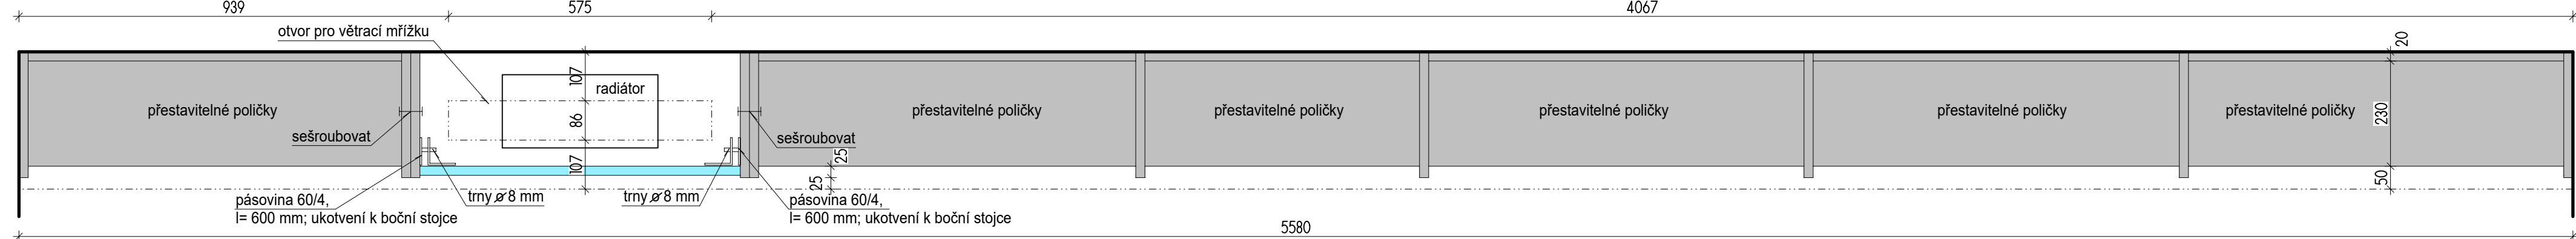 939
575
4067
otvor pro větrací mřížku
20
107
radiátor
přestavitelné poličky
přestavitelné poličky
přestavitelné poličky
přestavitelné poličky
přestavitelné poličky
přestavitelné poličky
86
230
sešroubovat
sešroubovat
107
25
25
50
pásovina 60/4,
l= 600 mm; ukotvení k boční stojce
trny ⌀ 8 mm
trny ⌀ 8 mm
pásovina 60/4,
l= 600 mm; ukotvení k boční stojce
5580